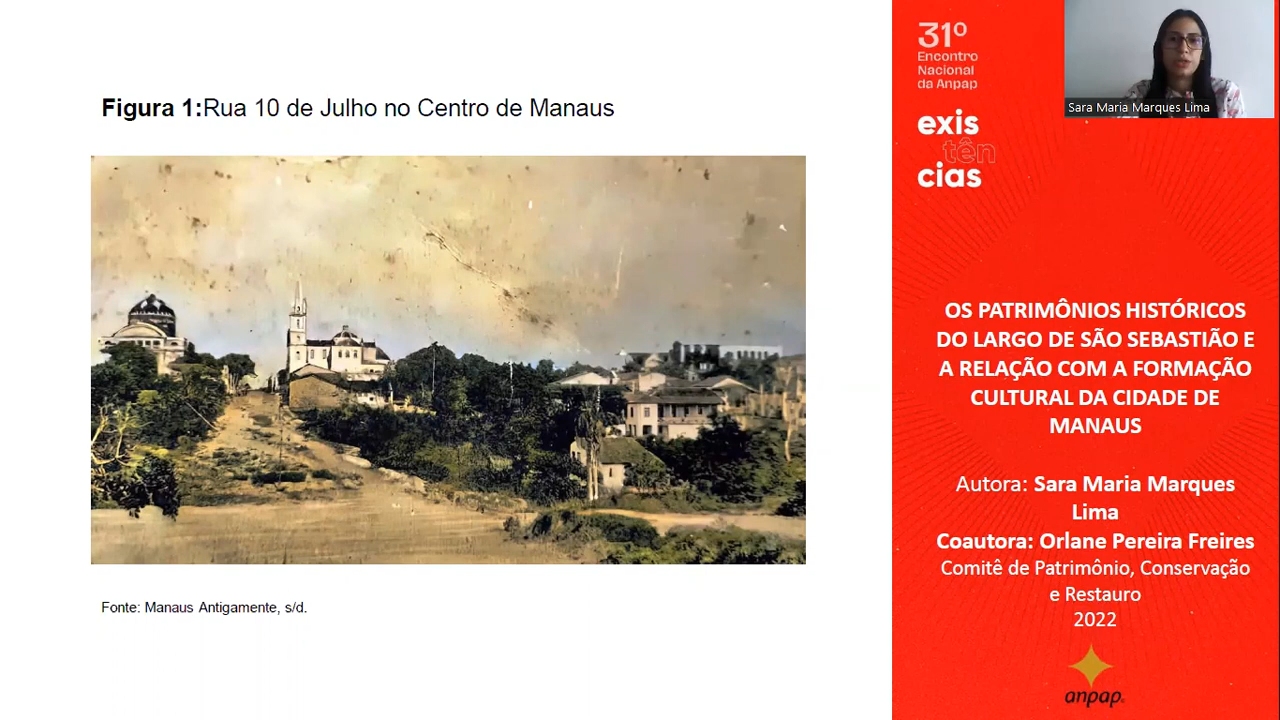 Figura 1:Rua 10 de Julho no Centro de Manaus
Fonte: Manaus Antigamente, s/d.
31º
Encontro
Nacional
da Anpap
exis
tên
cias
Sara Maria Marques Lima
OS PATRIMÔNIOS HISTÓRICOS
DO LARGO DE SÃO SEBASTIÃO E
A RELAÇÃO COM A FORMAÇÃO
CULTURAL DA CIDADE DE
MANAUS
Autora: Sara Maria Marques
Lima
Coautora: Orlane Pereira Freires
Comitê de Patrimônio, Conservação
e Restauro
2022
anpap